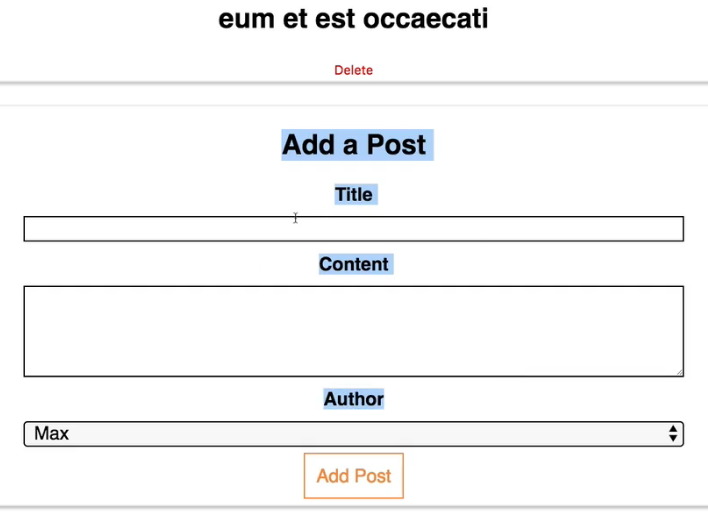 eum et est occaecati
Delete
Add a Post
Title
Content
Author
Max
Add Post